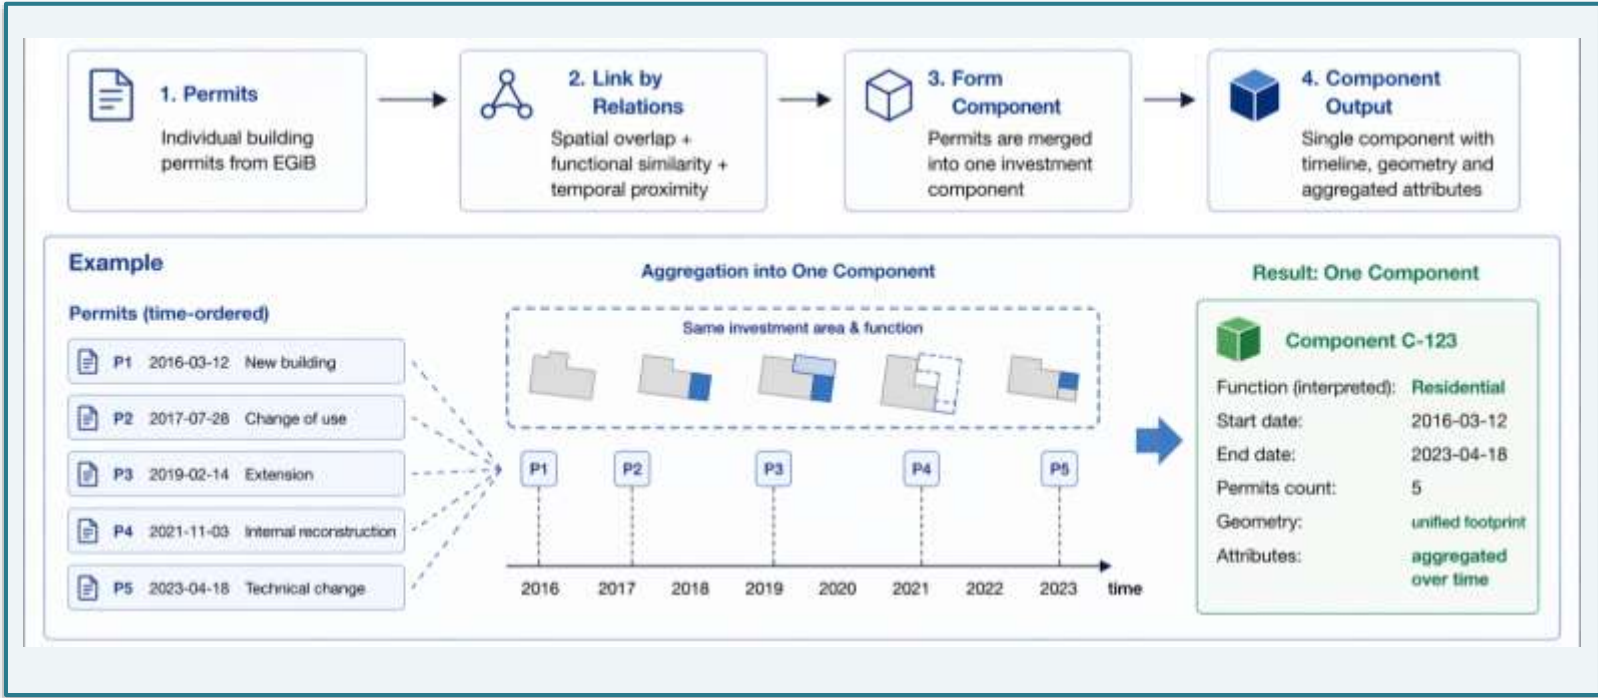 1. Permits
Individual building
permits from EGiB
2. Link by
Relations
Spatial overlap +
functional similarity +
temporal proximity
3. Form
Component
Permits are merged
into one investment
component
4. Component
Output
Single component with
timeline, geometry and
aggregated attributes
Example
Permits (time-ordered)
P1 2016-03-12 New building
P2 2017-07-28 Change of use
P3 2019-02-14 Extension
P4 2021-11-03 Internal reconstruction
P5 2023-04-18 Technical change
Aggregation into One Component
Same investment area & function
P1 P2 P3 P4 P5
2016 2017 2018 2019 2020 2021 2022 2023 time
Result: One Component
Component C-123
Function (interpreted): Residential
Start date: 2016-03-12
End date: 2023-04-18
Permits count: 5
Geometry: unified footprint
Attributes: aggregated
over time